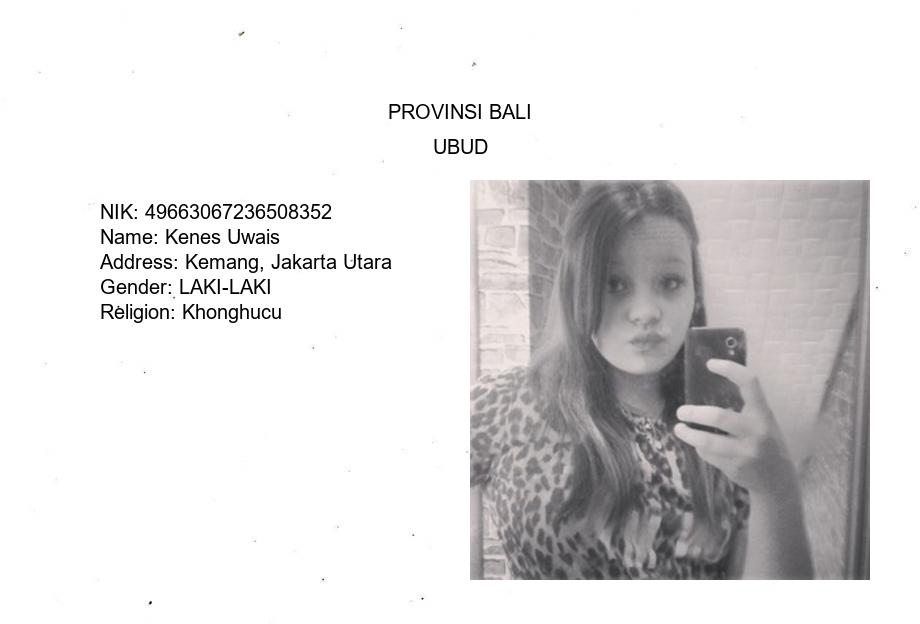 PROVINSI BALI
UBUD
NIK: 49663067236508352
Name: Kenes Uwais
Address: Kemang, Jakarta Utara
Gender: LAKI-LAKI
Religion: Khonghucu